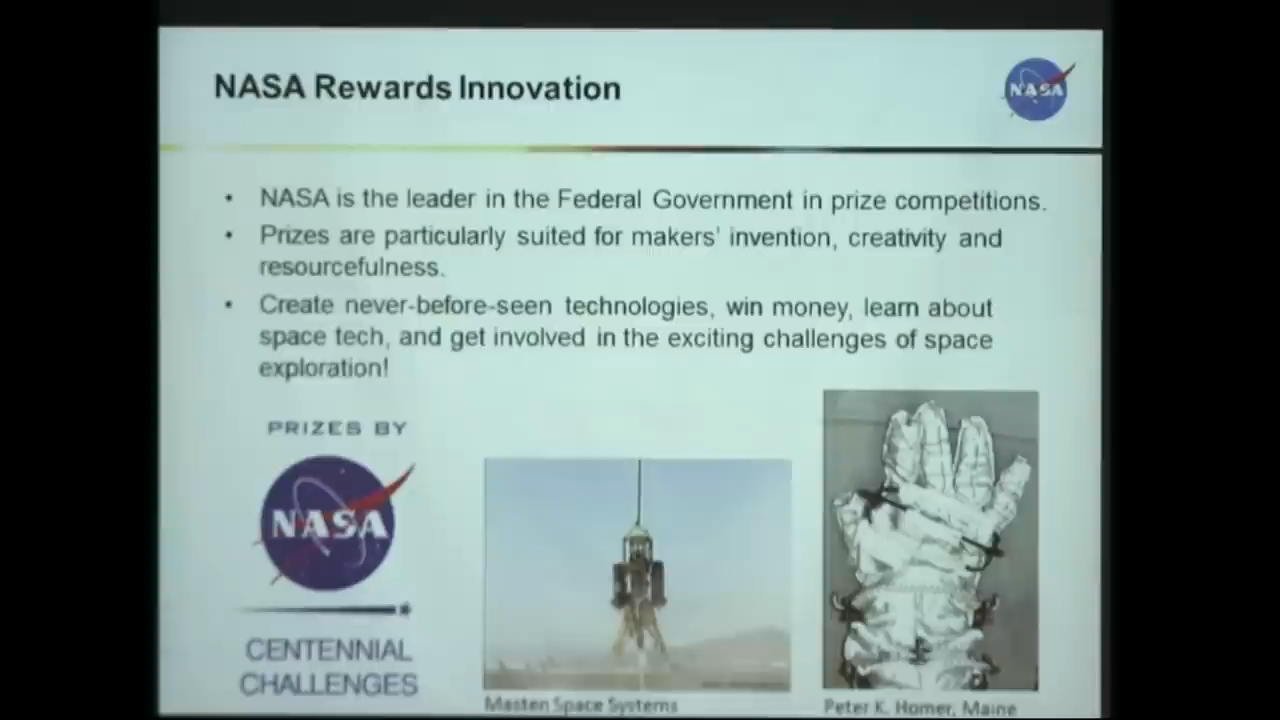 NASA Rewards Innovation
NASA
• NASA is the leader in the Federal Government in prize competitions.
• Prizes are particularly suited for makers' invention, creativity and
resourcefulness.
• Create never-before-seen technologies, win money, learn about
space tech, and get involved in the exciting challenges of space
exploration!
PRIZES BY
NASA
CENTENNIAL
CHALLENGES
Masten Space Systems
Peter K. Homer, Maine